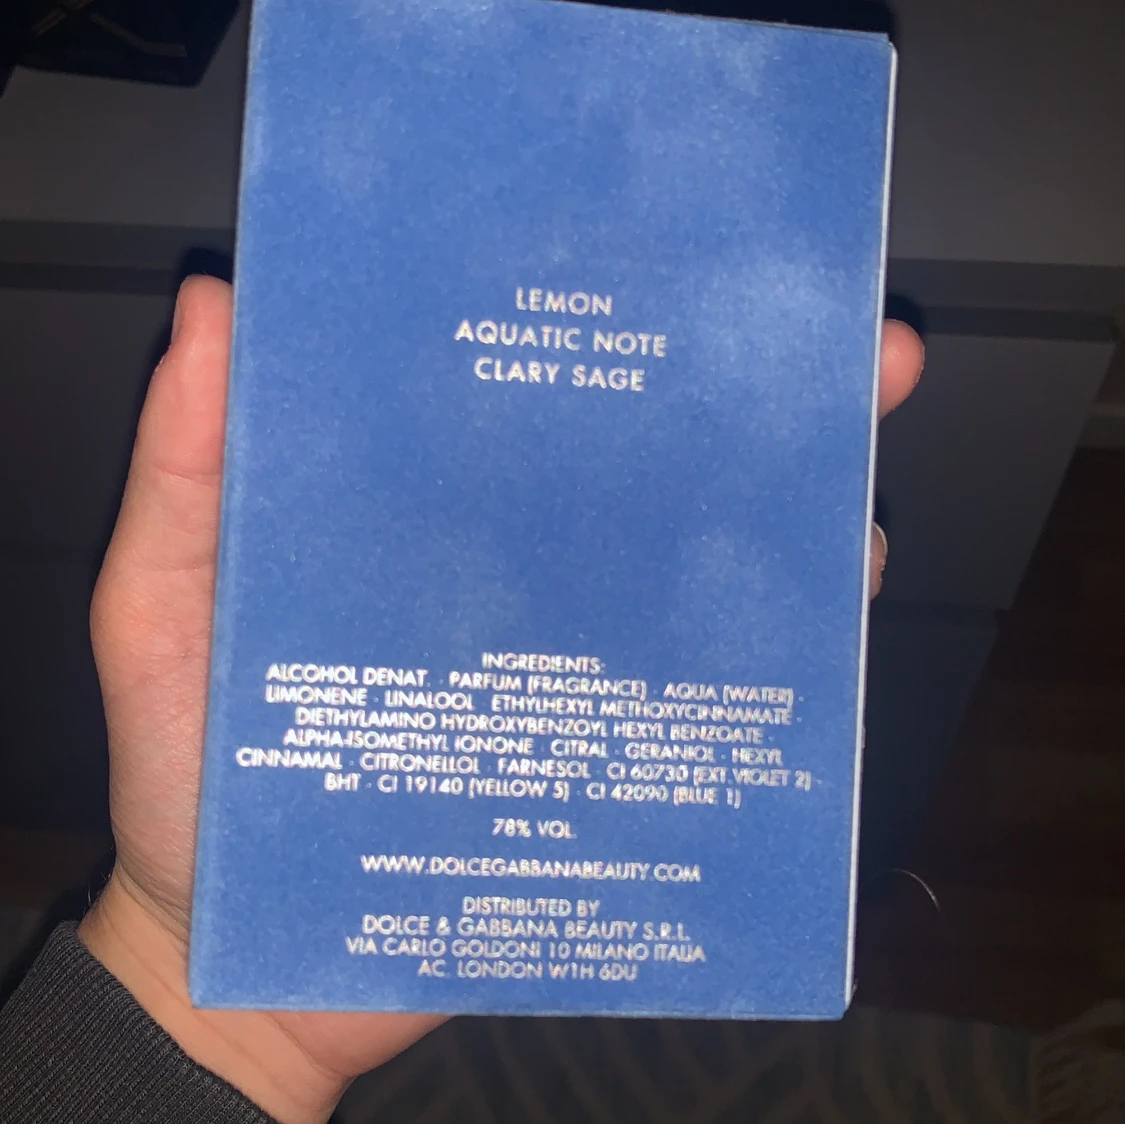 LEMON
AQUATIC NOTE
CLARY SAGE
INGREDIENTS:
ALCOHOL DENAT. · PARFUM (FRAGRANCE) · AQUA (WATER) ·
LIMONENE · LINALOOL · ETHYLHEXYL METHOXYCINNAMATE ·
DIETHYLAMINO HYDROXYBENZOYL HEXYL BENZOATE ·
ALPHA-ISOMETHYL IONONE · CITRAL · GERANIOL · HEXYL
CINNAMAL · CITRONELLOL · FARNESOL · CI 60730 (EXT. VIOLET 2) ·
BHT · CI 19140 (YELLOW 5) · CI 42090 (BLUE 1)
78% VOL.
WWW.DOLCEGABBANABEAUTY.COM
DISTRIBUTED BY
DOLCE & GABBANA BEAUTY S.R.L.
VIA CARLO GOLDONI 10 MILANO ITALIA
AC. LONDON W1H 6DU